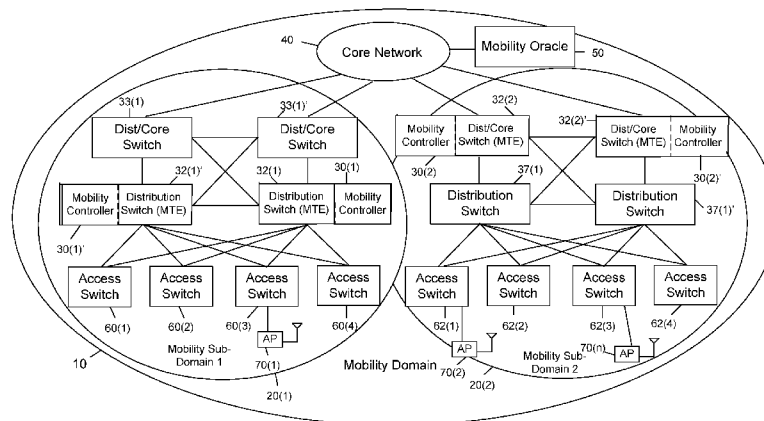 40
Core Network
Mobility Oracle
50
33(1)
33(1)'
32(2)
32(2)'
Dist/Core
Switch
Dist/Core
Switch
Mobility
Controller
Dist/Core
Switch (MTE)
Dist/Core
Switch (MTE)
Mobility
Controller
32(1)'
32(1)
30(1)
30(2)
37(1)
30(2)'
Mobility
Controller
Distribution
Switch (MTE)
Distribution
Switch (MTE)
Mobility
Controller
Distribution
Switch
Distribution
Switch
37(1)'
30(1)'
Access
Switch
Access
Switch
Access
Switch
Access
Switch
Access
Switch
Access
Switch
Access
Switch
Access
Switch
60(1)
60(2)
60(3)
60(4)
62(1)
62(2)
62(3)
62(4)
AP
AP
AP
10
Mobility Sub-
Domain 1
70(1)
Mobility Domain
70(2)
Mobility Sub-
Domain 2
70(n)
20(1)
20(2)